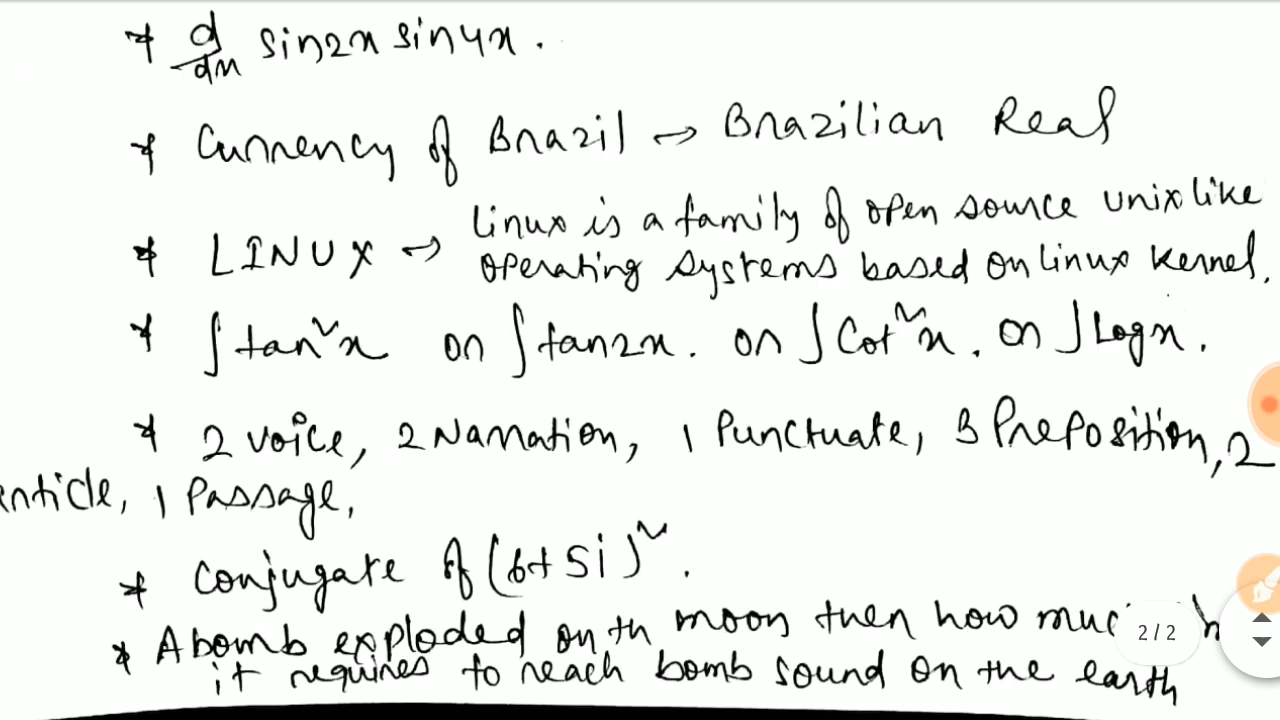 * d/dx sin2x sin4x.
* Currency of Brazil → Brazilian Real
* LINUX → Linux is a family of open source unix like
operating systems based on linux kernel.
* ∫tan²x or ∫tan2x. or ∫Cot²x. or ∫Logx.
* 2 voice, 2 Narration, 1 Punctuate, 3 Preposition, 2
article, 1 Passage,
* Conjugate of (6+5i)².
* A bomb exploded on th moon then how muc
it requires to reach bomb sound on the earth
2/2